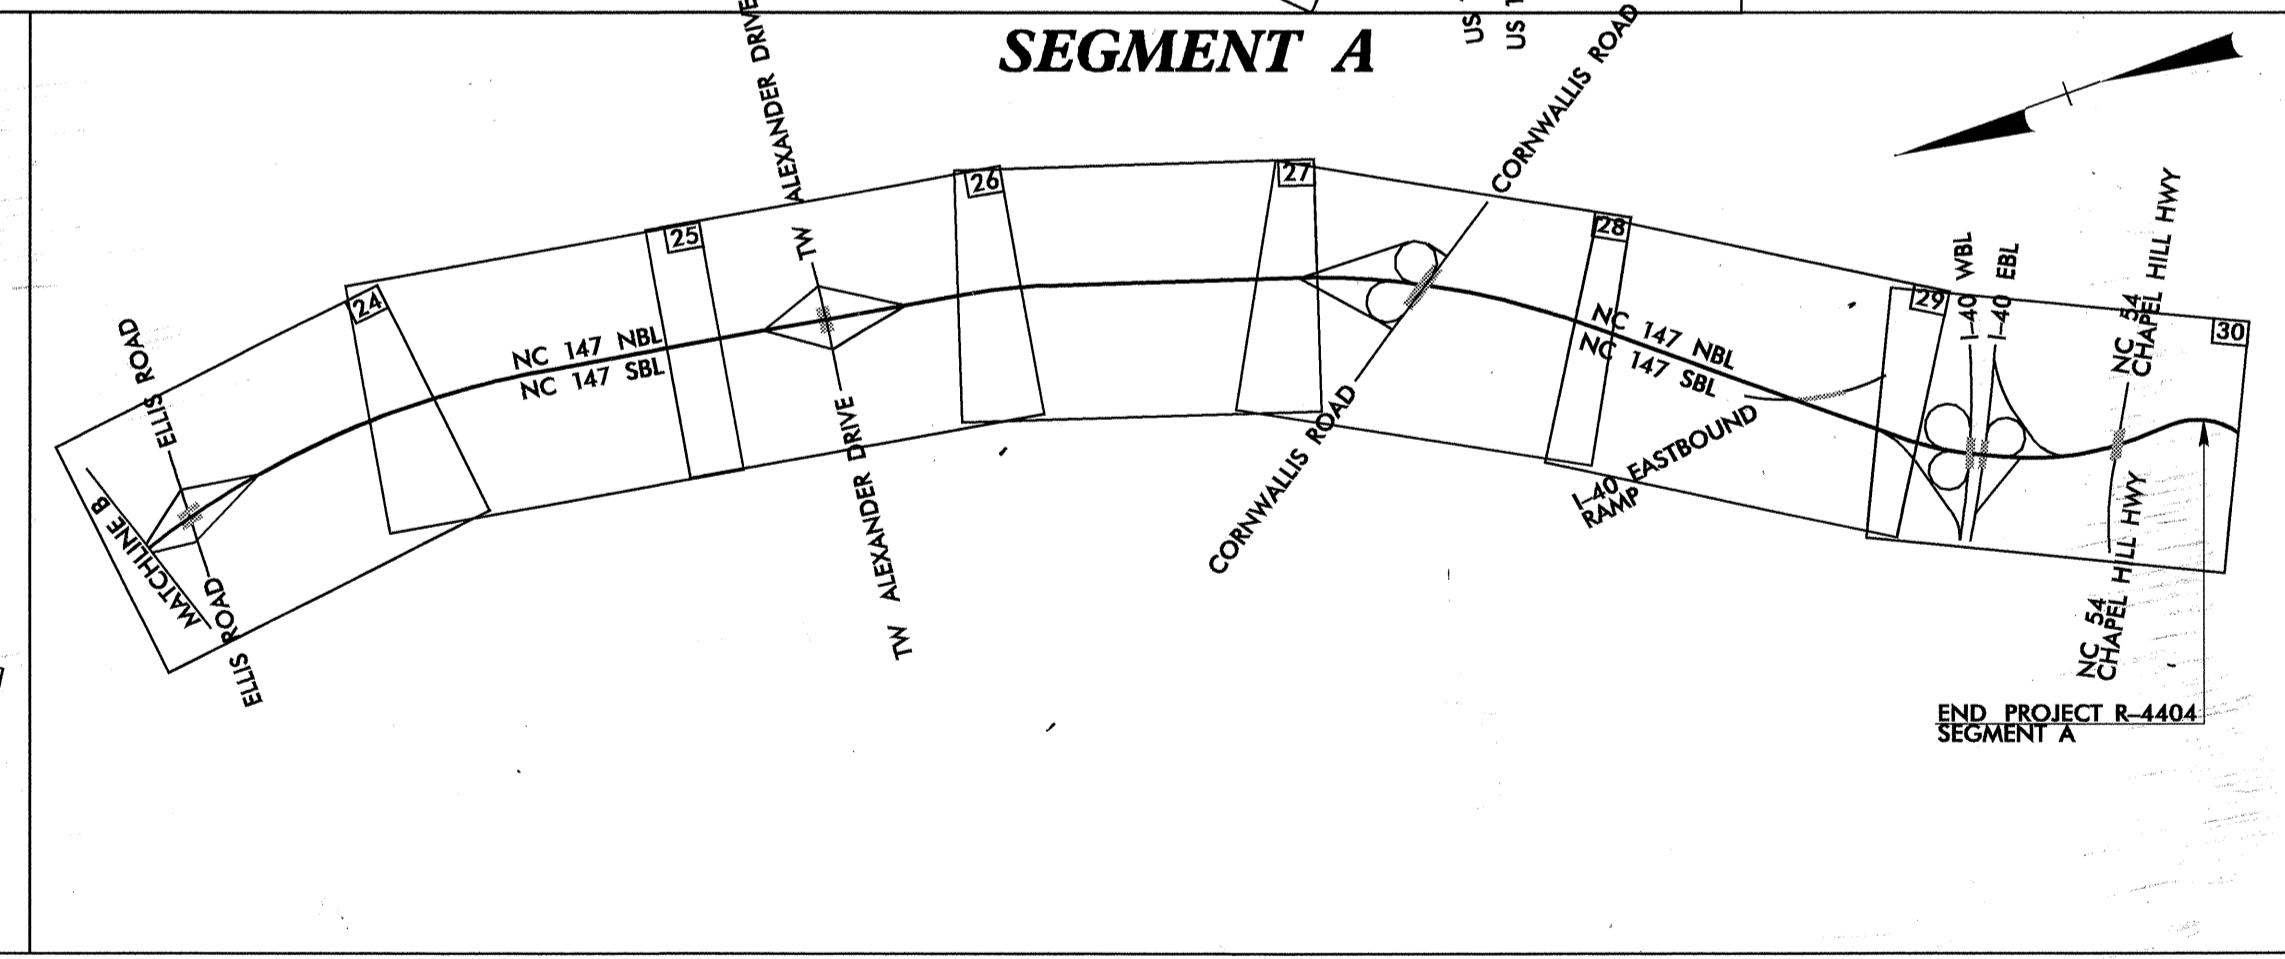 SEGMENT A
US
US 1
ALEXANDER DRIVE
TW
CORNWALLIS ROAD
24
25
26
27
28
29
30
ELLIS ROAD
ELLIS ROAD
MATCHLINE B
NC 147 NBL
NC 147 SBL
TW ALEXANDER DRIVE
CORNWALLIS ROAD
NC 147 NBL
NC 147 SBL
I-40 EASTBOUND
RAMP
I-40 WBL
I-40 EBL
NC 54
CHAPEL HILL HWY
NC 54
CHAPEL HILL HWY
END PROJECT R-4404
SEGMENT A